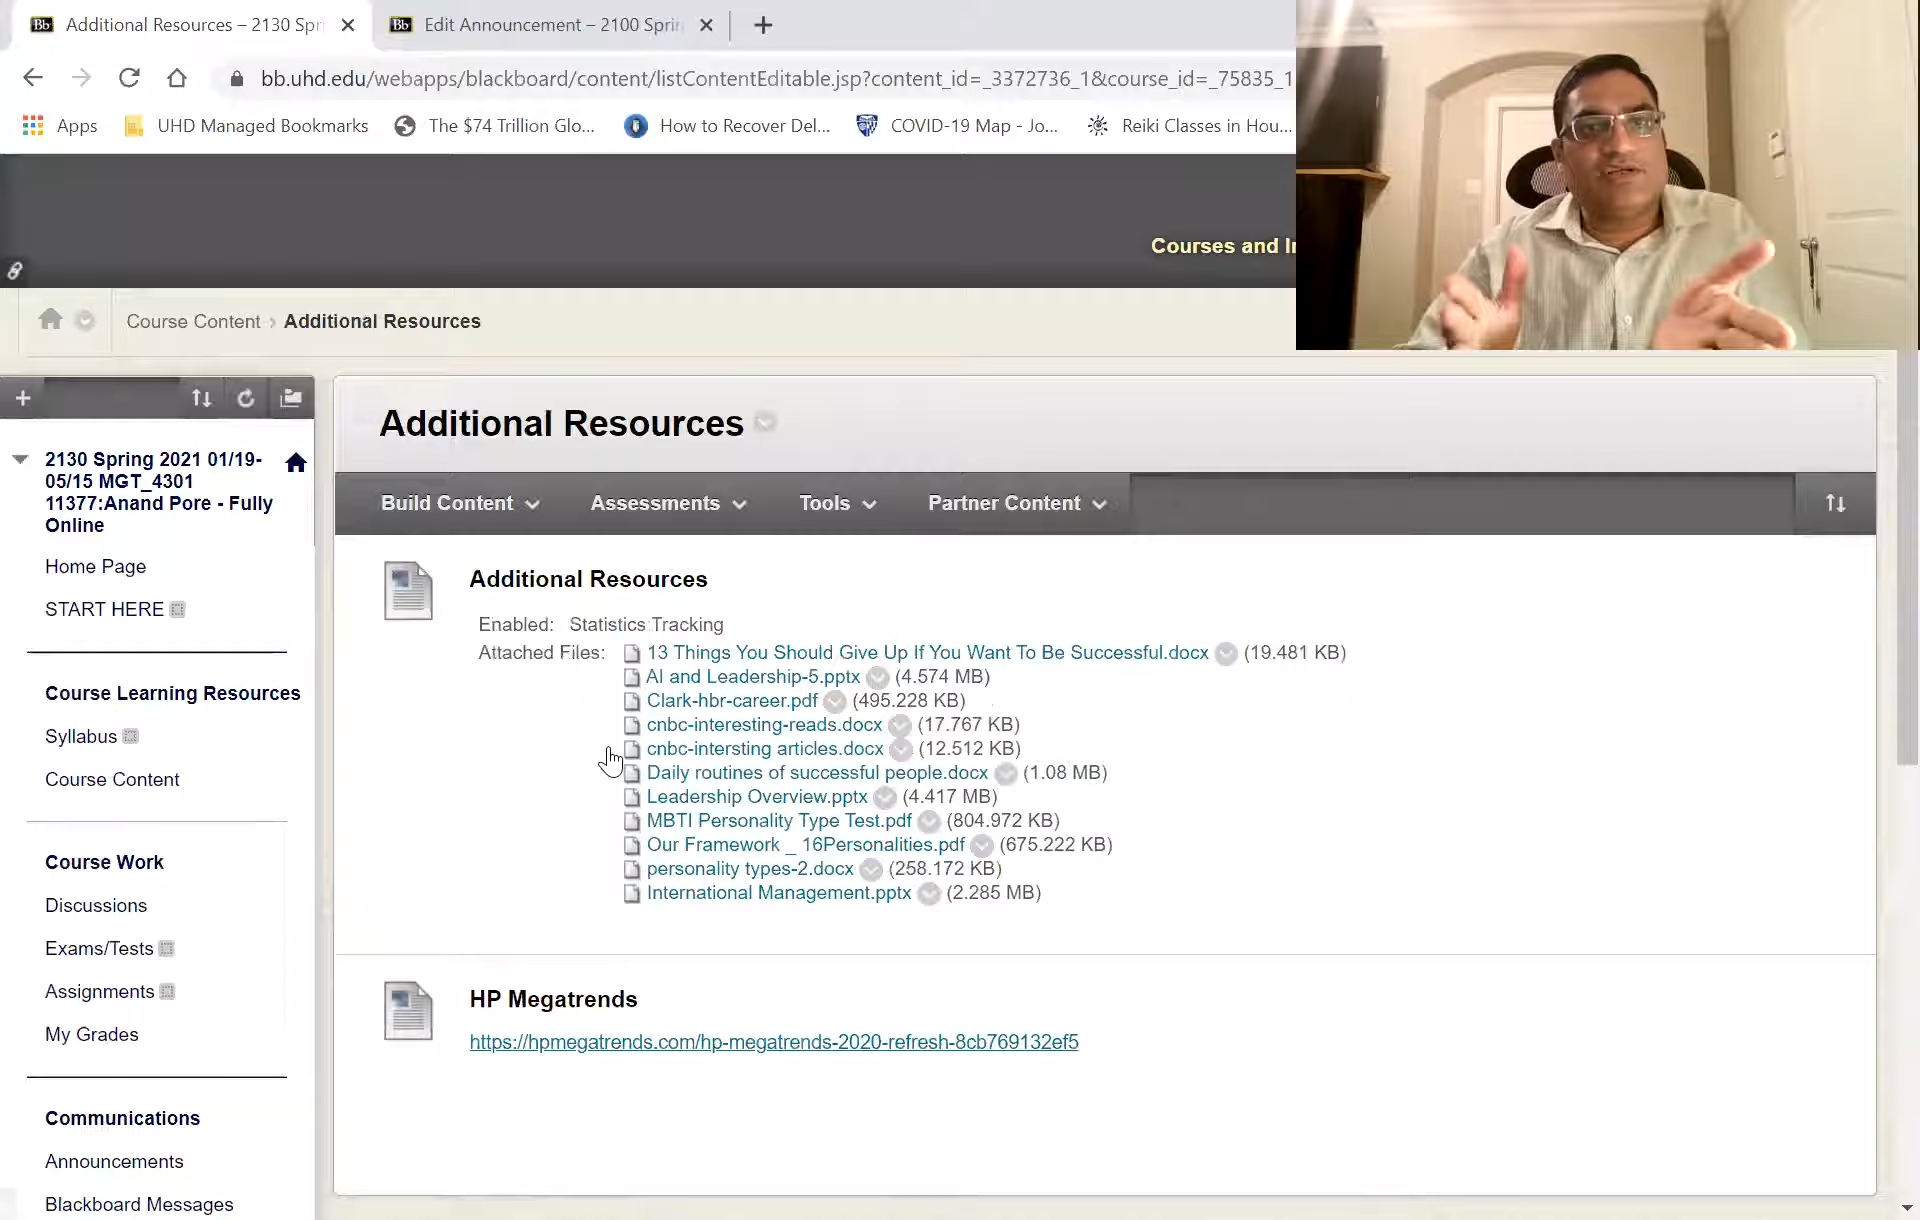 Bb Additional Resources – 2130 Spri
Bb Edit Announcement – 2100 Sprin
bb.uhd.edu/webapps/blackboard/content/listContentEditable.jsp?content_id=_3372736_1&course_id=_75835_1
Apps UHD Managed Bookmarks The $74 Trillion Glo... How to Recover Del... COVID-19 Map - Jo... Reiki Classes in Hou...
Courses and In
Course Content Additional Resources
2130 Spring 2021 01/19-
05/15 MGT_4301
11377:Anand Pore - Fully
Online
Home Page
START HERE
Course Learning Resources
Syllabus
Course Content
Course Work
Discussions
Exams/Tests
Assignments
My Grades
Communications
Announcements
Blackboard Messages
Additional Resources
Build Content Assessments Tools Partner Content
Additional Resources
Enabled: Statistics Tracking
Attached Files: 13 Things You Should Give Up If You Want To Be Successful.docx (19.481 KB)
AI and Leadership-5.pptx (4.574 MB)
Clark-hbr-career.pdf (495.228 KB)
cnbc-interesting-reads.docx (17.767 KB)
cnbc-intersting articles.docx (12.512 KB)
Daily routines of successful people.docx (1.08 MB)
Leadership Overview.pptx (4.417 MB)
MBTI Personality Type Test.pdf (804.972 KB)
Our Framework _ 16Personalities.pdf (675.222 KB)
personality types-2.docx (258.172 KB)
International Management.pptx (2.285 MB)
HP Megatrends
https://hpmegatrends.com/hp-megatrends-2020-refresh-8cb769132ef5